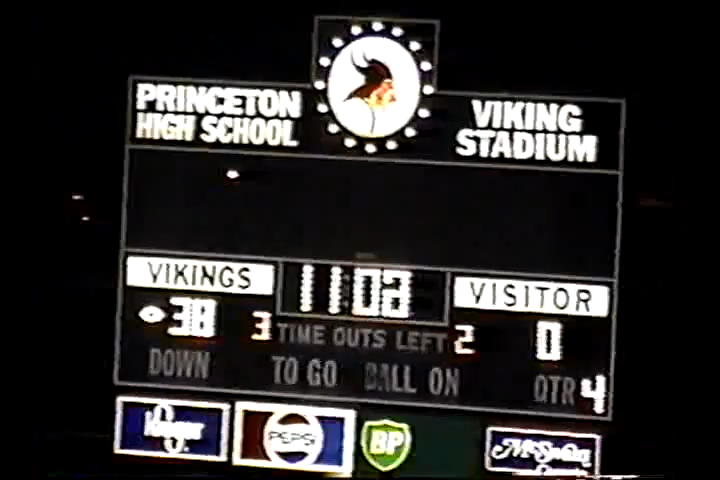 PRINCETON
HIGH SCHOOL
VIKING
STADIUM
VIKINGS
11:02
VISITOR
38
3
TIME OUTS LEFT
2
0
DOWN
TO GO
BALL ON
QTR 4
Kroger
PEPSI
BP